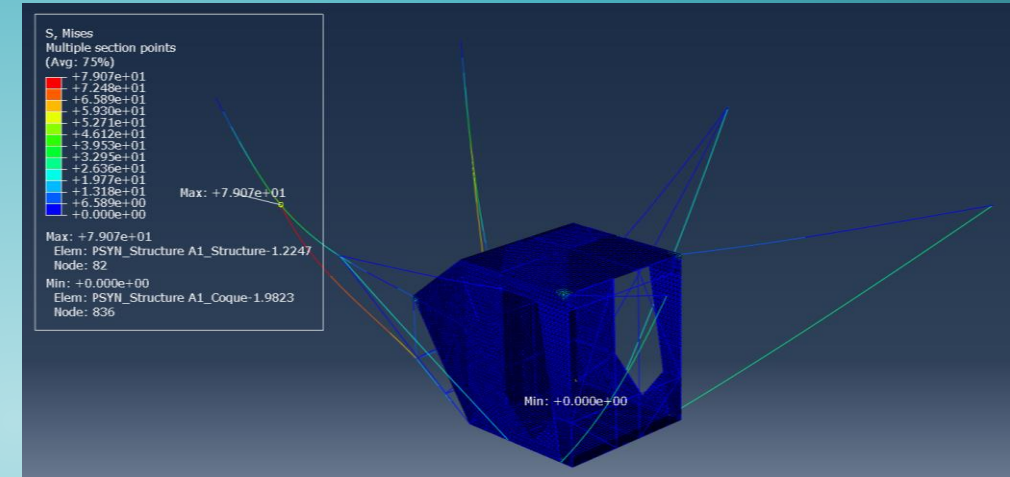 S, Mises
Multiple section points
(Avg: 75%)
+7.907e+01
+7.248e+01
+6.589e+01
+5.930e+01
+5.271e+01
+4.612e+01
+3.953e+01
+3.295e+01
+2.636e+01
+1.977e+01
+1.318e+01
+6.589e+00
+0.000e+00
Max: +7.907e+01
Elem: PSYN_Structure A1_Structure-1.2247
Node: 82
Min: +0.000e+00
Elem: PSYN_Structure A1_Coque-1.9823
Node: 836
Max: +7.907e+01
Min: +0.000e+00